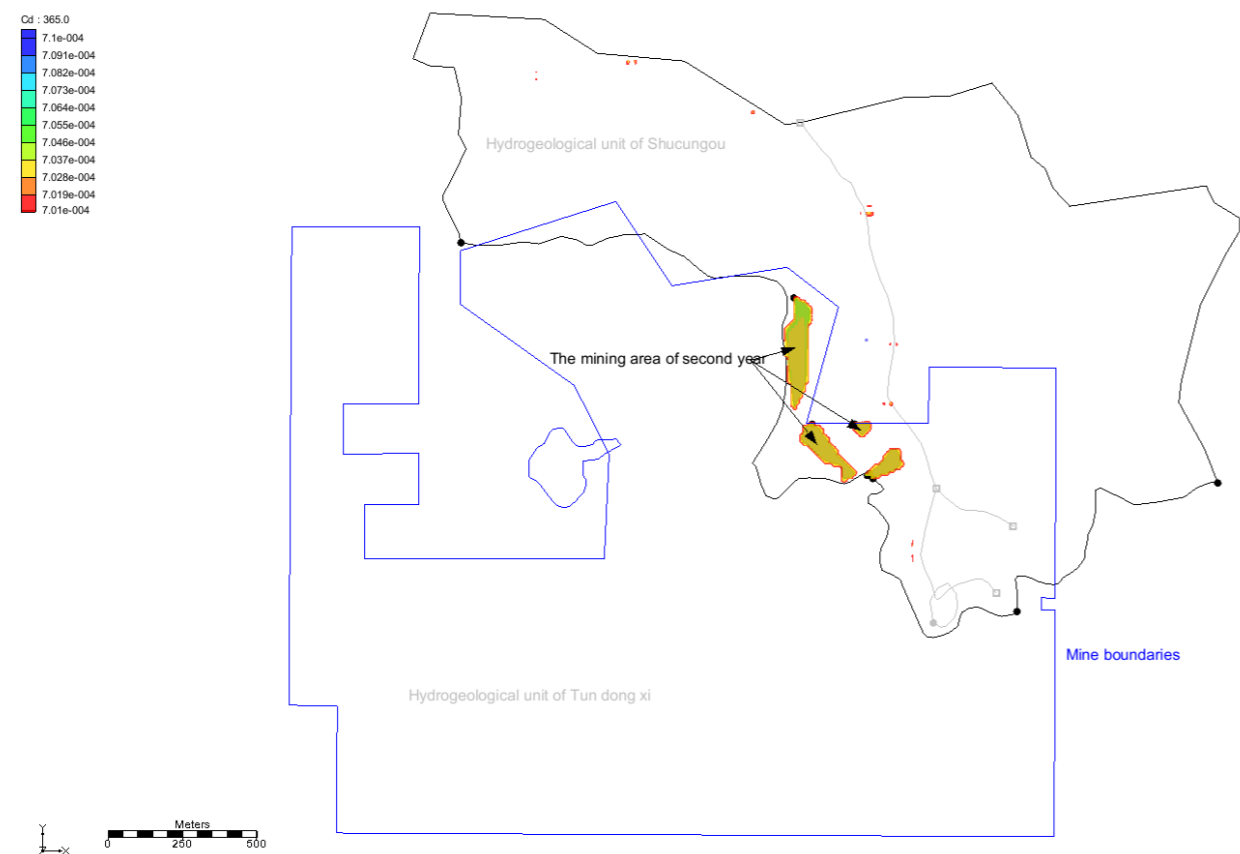 Cd : 365.0
7.1e-004
7.091e-004
7.082e-004
7.073e-004
7.064e-004
7.055e-004
7.046e-004
7.037e-004
7.028e-004
7.019e-004
7.01e-004
Hydrogeological unit of Shucungou
The mining area of second year
Mine boundaries
Hydrogeological unit of Tun dong xi
Y
Z X
Meters
0 250 500